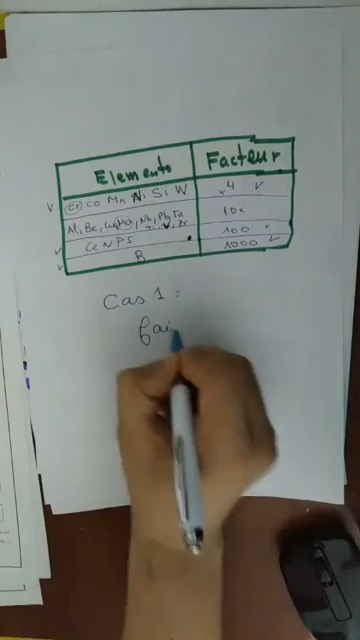 Elements Facteur
Cr Co Mn Ni Si W x4
Al, Be, Cu, Mo, Nb, Pb, Ta 10x
Ti, V, Zr
Ce N P S 100
B 1000
Cas 1 :
fai